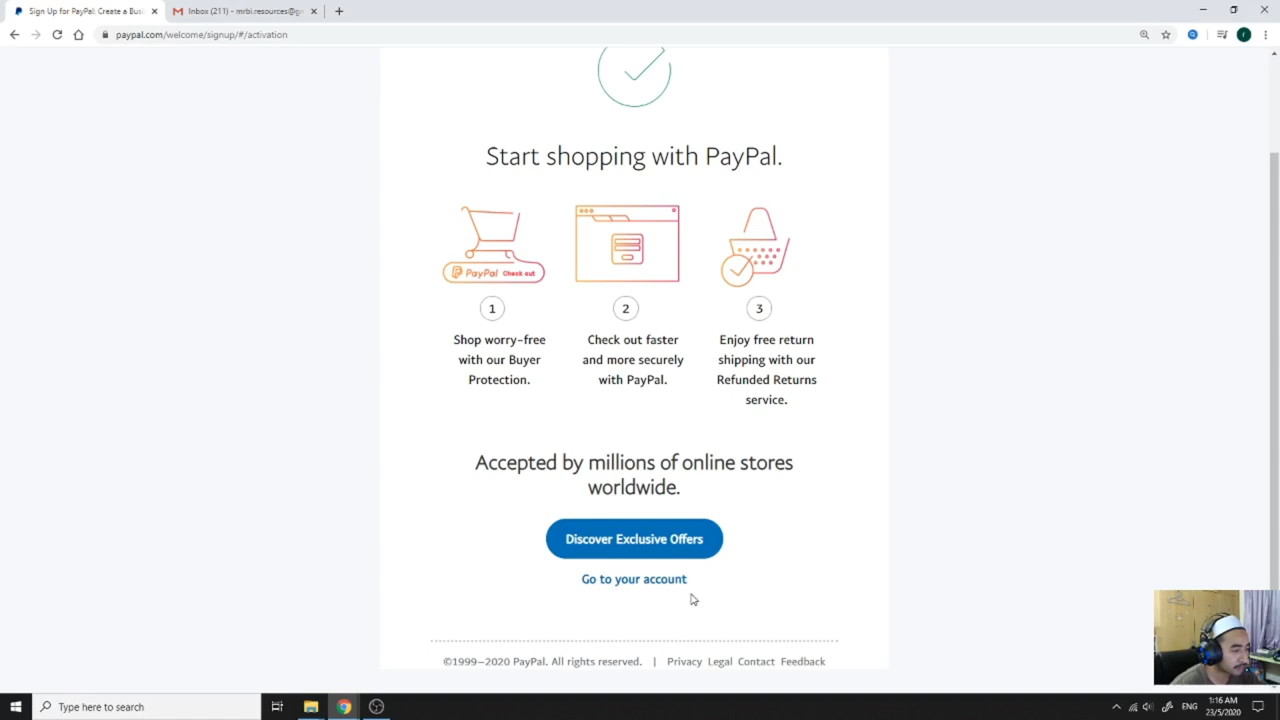 Sign Up for PayPal: Create a Busi
Inbox (211) - mrbi.resources@g
paypal.com/welcome/signup/#/activation
r
Start shopping with PayPal.
PayPal Check out
1
2
3
Shop worry-free
with our Buyer
Protection.
Check out faster
and more securely
with PayPal.
Enjoy free return
shipping with our
Refunded Returns
service.
Accepted by millions of online stores
worldwide.
Discover Exclusive Offers
Go to your account
©1999–2020 PayPal. All rights reserved. | Privacy Legal Contact Feedback
Type here to search
ENG
1:16 AM
23/5/2020